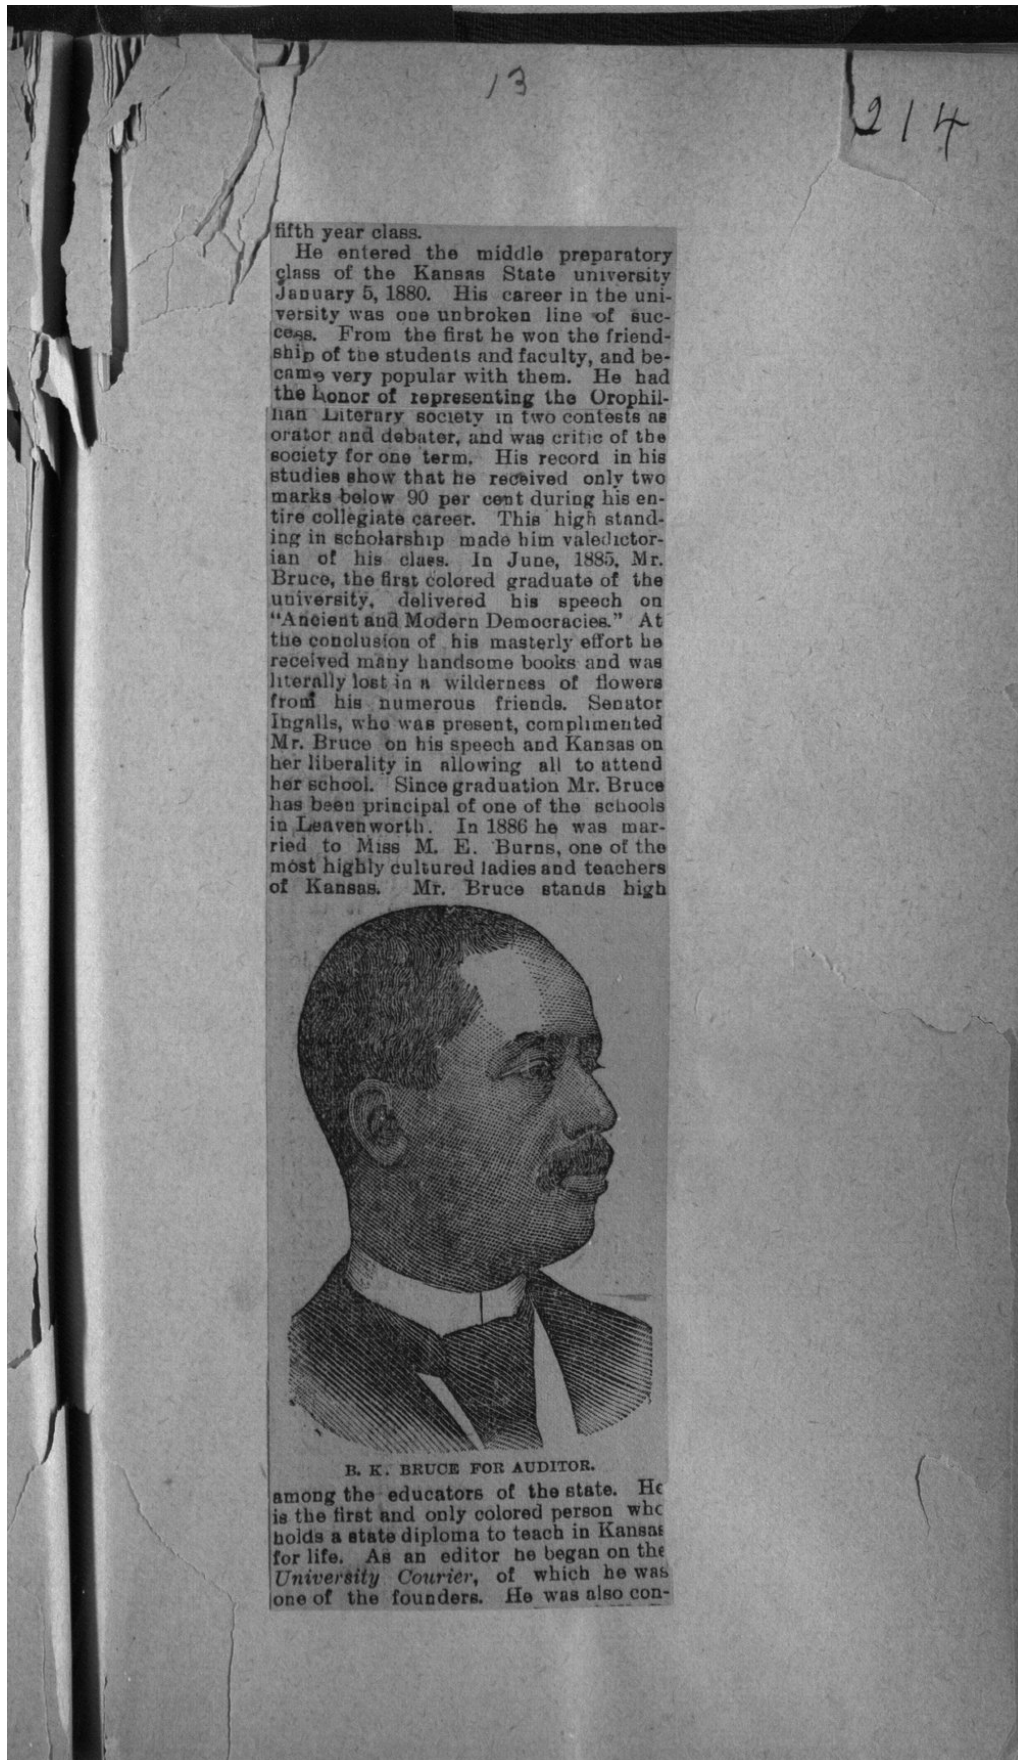 13
214
fifth year class.
He entered the middle preparatory
class of the Kansas State university
January 5, 1880. His career in the uni-
versity was one unbroken line of suc-
cess. From the first he won the friend-
ship of the students and faculty, and be-
came very popular with them. He had
the honor of representing the Orophil-
lian Literary society in two contests as
orator and debater, and was critic of the
society for one term. His record in his
studies show that he received only two
marks below 90 per cent during his en-
tire collegiate career. This high stand-
ing in scholarship made him valedictor-
ian of his class. In June, 1885, Mr.
Bruce, the first colored graduate of the
university, delivered his speech on
"Ancient and Modern Democracies." At
the conclusion of his masterly effort he
received many handsome books and was
literally lost in a wilderness of flowers
from his numerous friends. Senator
Ingalls, who was present, complimented
Mr. Bruce on his speech and Kansas on
her liberality in allowing all to attend
her school. Since graduation Mr. Bruce
has been principal of one of the schools
in Leavenworth. In 1886 he was mar-
ried to Miss M. E. Burns, one of the
most highly cultured ladies and teachers
of Kansas. Mr. Bruce stands high
B. K. BRUCE FOR AUDITOR.
among the educators of the state. He
is the first and only colored person who
holds a state diploma to teach in Kansas
for life. As an editor he began on the
University Courier, of which he was
one of the founders. He was also con-